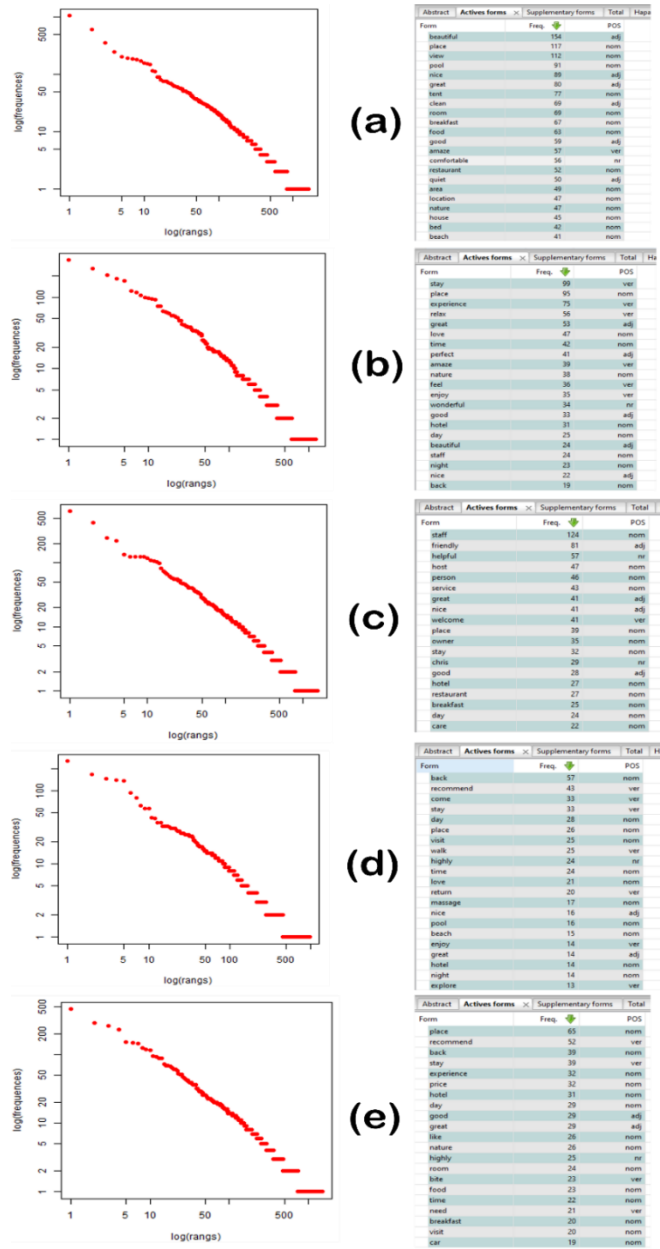 Abstract Actives forms × Supplementary forms Total Hapa
Form Freq. POS
beautiful 154 adj
place 117 nom
view 112 nom
pool 91 nom
nice 88 adj
great 80 adj
tent 77 nom
clean 69 adj
room 69 nom
breakfast 67 nom
food 63 nom
good 59 adj
amaze 57 ver
comfortable 56 nr
restaurant 52 nom
quiet 50 adj
area 49 nom
location 47 nom
nature 47 nom
house 45 nom
bed 42 nom
beach 41 nom
log(frequences)
1 5 10 50 500
1 5 10 50 500
log(rangs)
(a)
Abstract Actives forms × Supplementary forms Total Ha
Form Freq. POS
stay 99 ver
place 95 nom
experience 75 ver
relax 56 ver
great 53 adj
love 47 nom
time 42 nom
perfect 41 adj
amaze 39 ver
nature 38 nom
feel 36 ver
enjoy 35 ver
wonderful 34 nr
good 33 adj
hotel 31 nom
day 25 nom
beautiful 24 adj
staff 24 nom
night 23 nom
nice 22 adj
back 19 nom
log(frequences)
1 2 5 10 20 50 100
1 5 10 50 500
log(rangs)
(b)
Abstract Actives forms × Supplementary forms Total
Form Freq. POS
staff 124 nom
friendly 81 adj
helpful 57 nr
host 47 nom
person 46 nom
service 43 nom
great 41 adj
nice 41 adj
welcome 41 ver
place 39 nom
owner 35 nom
stay 32 nom
chris 29 nr
good 28 adj
hotel 27 nom
restaurant 27 nom
breakfast 25 nom
day 24 nom
care 22 nom
log(frequences)
1 2 5 10 20 50 100 200 500
1 5 10 50 500
log(rangs)
(c)
Abstract Actives forms × Supplementary forms Total H
Form Freq. POS
back 57 nom
recommend 43 ver
come 33 ver
stay 33 ver
day 28 nom
place 26 nom
visit 25 nom
walk 25 ver
highly 24 nr
time 24 nom
love 21 nom
return 20 ver
massage 17 nom
nice 16 adj
pool 16 nom
beach 15 nom
enjoy 14 ver
great 14 adj
hotel 14 nom
night 14 nom
explore 13 ver
log(frequences)
1 2 5 10 20 50 100
1 5 10 50 100 500
log(rangs)
(d)
Abstract Actives forms × Supplementary forms Total
Form Freq. POS
place 65 nom
recommend 52 ver
back 39 nom
stay 39 ver
experience 32 nom
price 32 nom
hotel 31 nom
day 29 nom
good 29 adj
great 29 adj
like 26 nom
nature 26 nom
highly 25 nr
room 24 nom
bite 23 ver
food 23 nom
time 22 nom
need 21 ver
breakfast 20 nom
visit 20 nom
car 19 nom
log(frequences)
1 2 5 10 20 50 200 500
1 5 10 50 500
log(rangs)
(e)